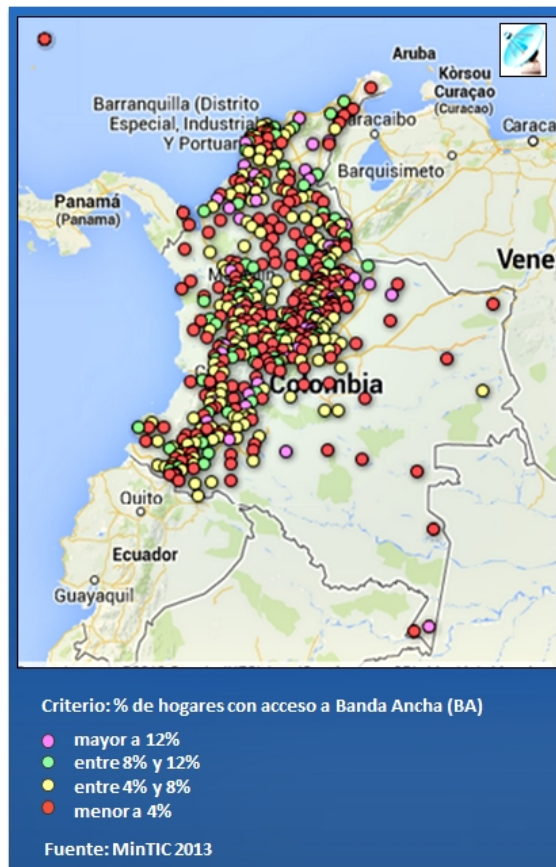 Aruba
Kòrsou
Curaçao
(Curacao)
Barranquilla (Distrito
Especial, Industrial
Y Portuar
aracaibo
Caraca
Barquisimeto
Panamá
(Panama)
Vene
Colombia
Quito
Ecuador
Guayaquil
Criterio: % de hogares con acceso a Banda Ancha (BA)
mayor a 12%
entre 8% y 12%
entre 4% y 8%
menor a 4%
Fuente: MinTIC 2013